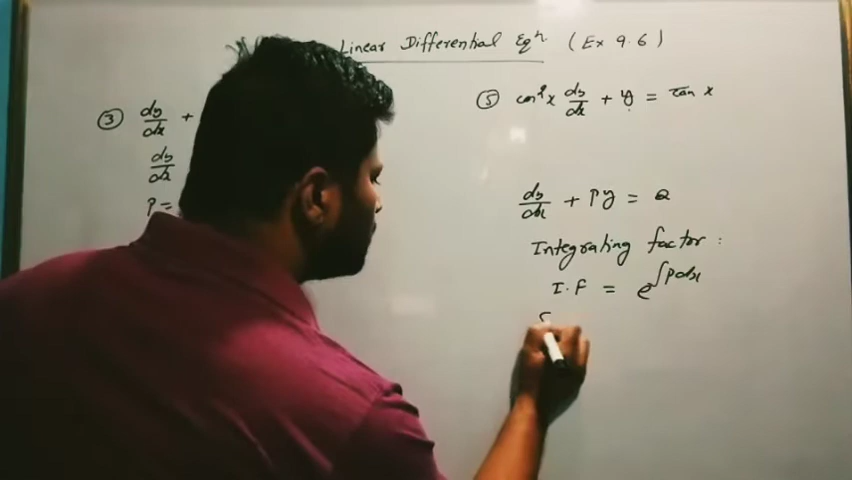 Linear Differential Eqⁿ (Ex 9.6)
③ dy/dx +
dy/dx
P =
⑤ cos²x dy/dx + y = tan x
dy/dx + Py = Q
Integrating factor :
I.F = e^∫Pdx
S